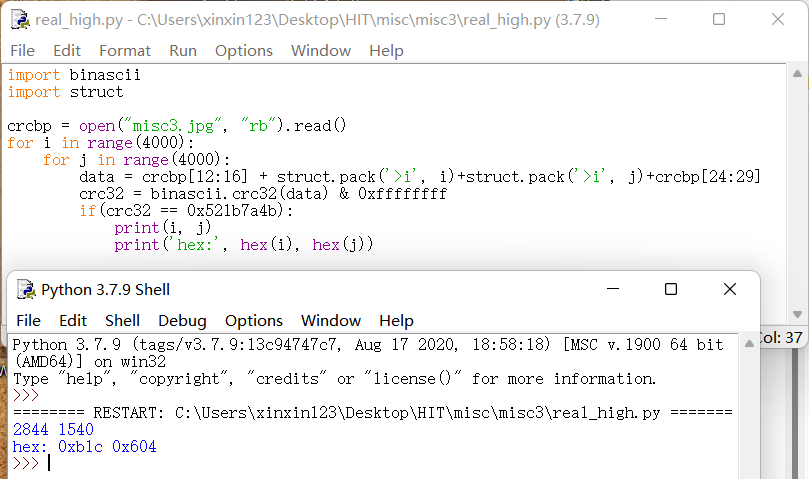 real_high.py - C:\Users\xinxin123\Desktop\HIT\misc\misc3\real_high.py (3.7.9)
File Edit Format Run Options Window Help
import binascii
import struct
crcbp = open("misc3.jpg", "rb").read()
for i in range(4000):
    for j in range(4000):
        data = crcbp[12:16] + struct.pack('>i', i)+struct.pack('>i', j)+crcbp[24:29]
        crc32 = binascii.crc32(data) & 0xffffffff
        if(crc32 == 0x521b7a4b):
            print(i, j)
            print('hex:', hex(i), hex(j))
Python 3.7.9 Shell
File Edit Shell Debug Options Window Help
Col: 37
Python 3.7.9 (tags/v3.7.9:13c94747c7, Aug 17 2020, 18:58:18) [MSC v.1900 64 bit
(AMD64)] on win32
Type "help", "copyright", "credits" or "license()" for more information.
>>>
======== RESTART: C:\Users\xinxin123\Desktop\HIT\misc\misc3\real_high.py =======
2844 1540
hex: 0xb1c 0x604
>>>